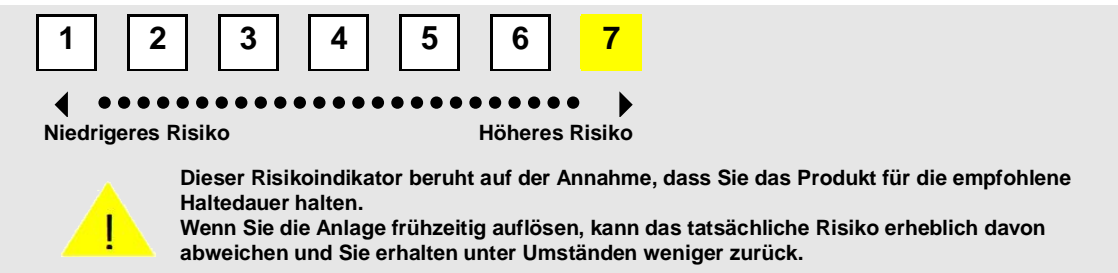 1 2 3 4 5 6 7
Niedrigeres Risiko Höheres Risiko
!
Dieser Risikoindikator beruht auf der Annahme, dass Sie das Produkt für die empfohlene
Haltedauer halten.
Wenn Sie die Anlage frühzeitig auflösen, kann das tatsächliche Risiko erheblich davon
abweichen und Sie erhalten unter Umständen weniger zurück.